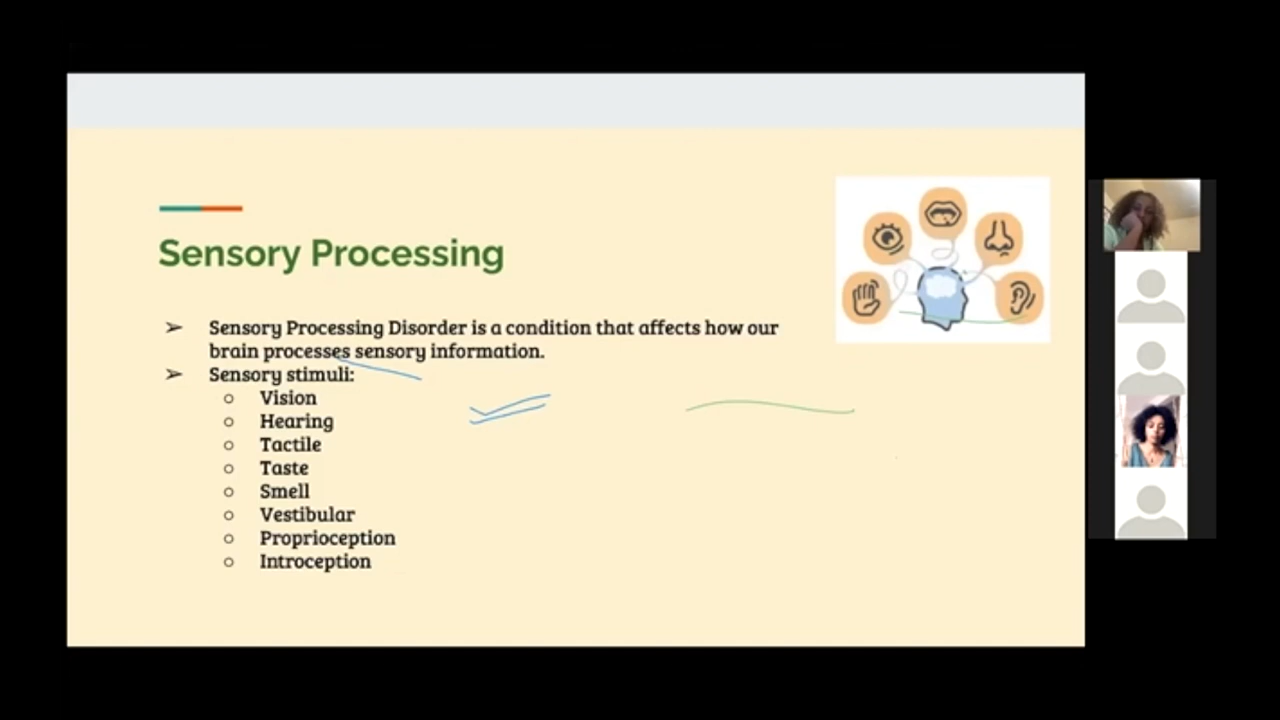 Sensory Processing
➤ Sensory Processing Disorder is a condition that affects how our
brain processes sensory information.
➤ Sensory stimuli:
○ Vision
○ Hearing
○ Tactile
○ Taste
○ Smell
○ Vestibular
○ Proprioception
○ Introception